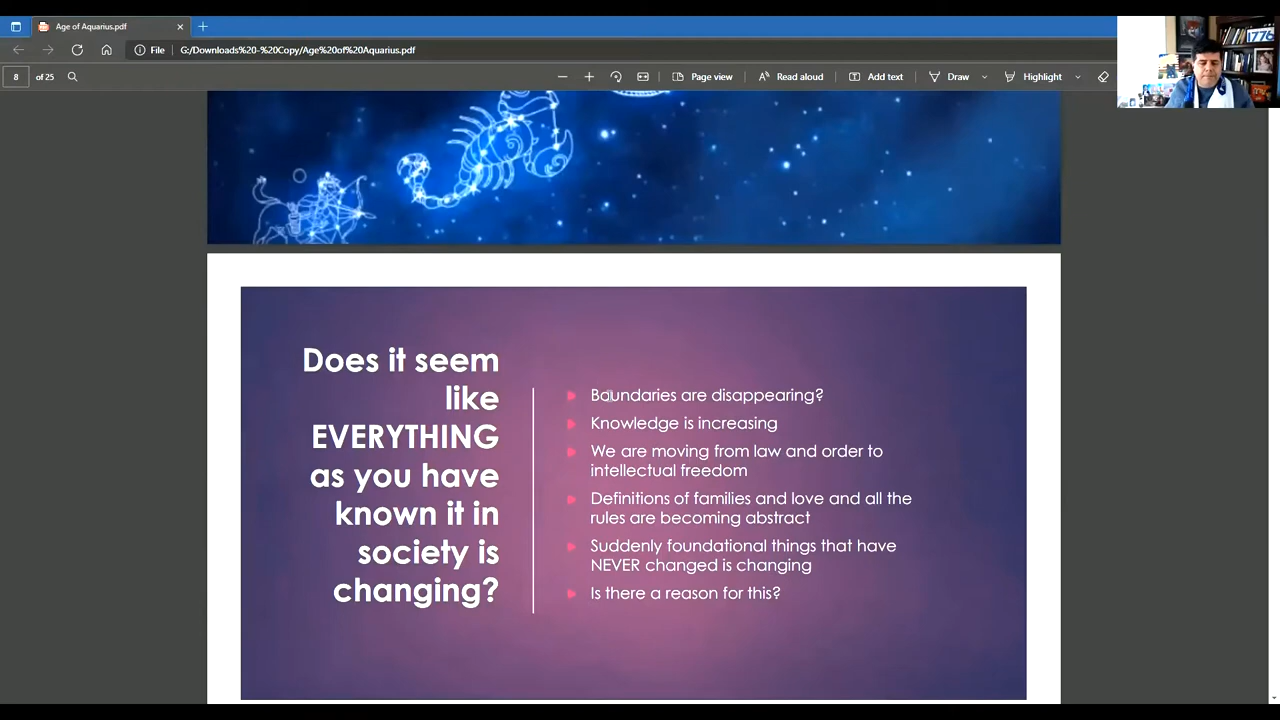 Age of Aquarius.pdf
File
G:/Downloads%20-%20Copy/Age%20of%20Aquarius.pdf
8
of 25
Page view
Read aloud
Add text
Draw
Highlight
1776
Does it seem
like
EVERYTHING
as you have
known it in
society is
changing?
Boundaries are disappearing?
Knowledge is increasing
We are moving from law and order to
intellectual freedom
Definitions of families and love and all the
rules are becoming abstract
Suddenly foundational things that have
NEVER changed is changing
Is there a reason for this?